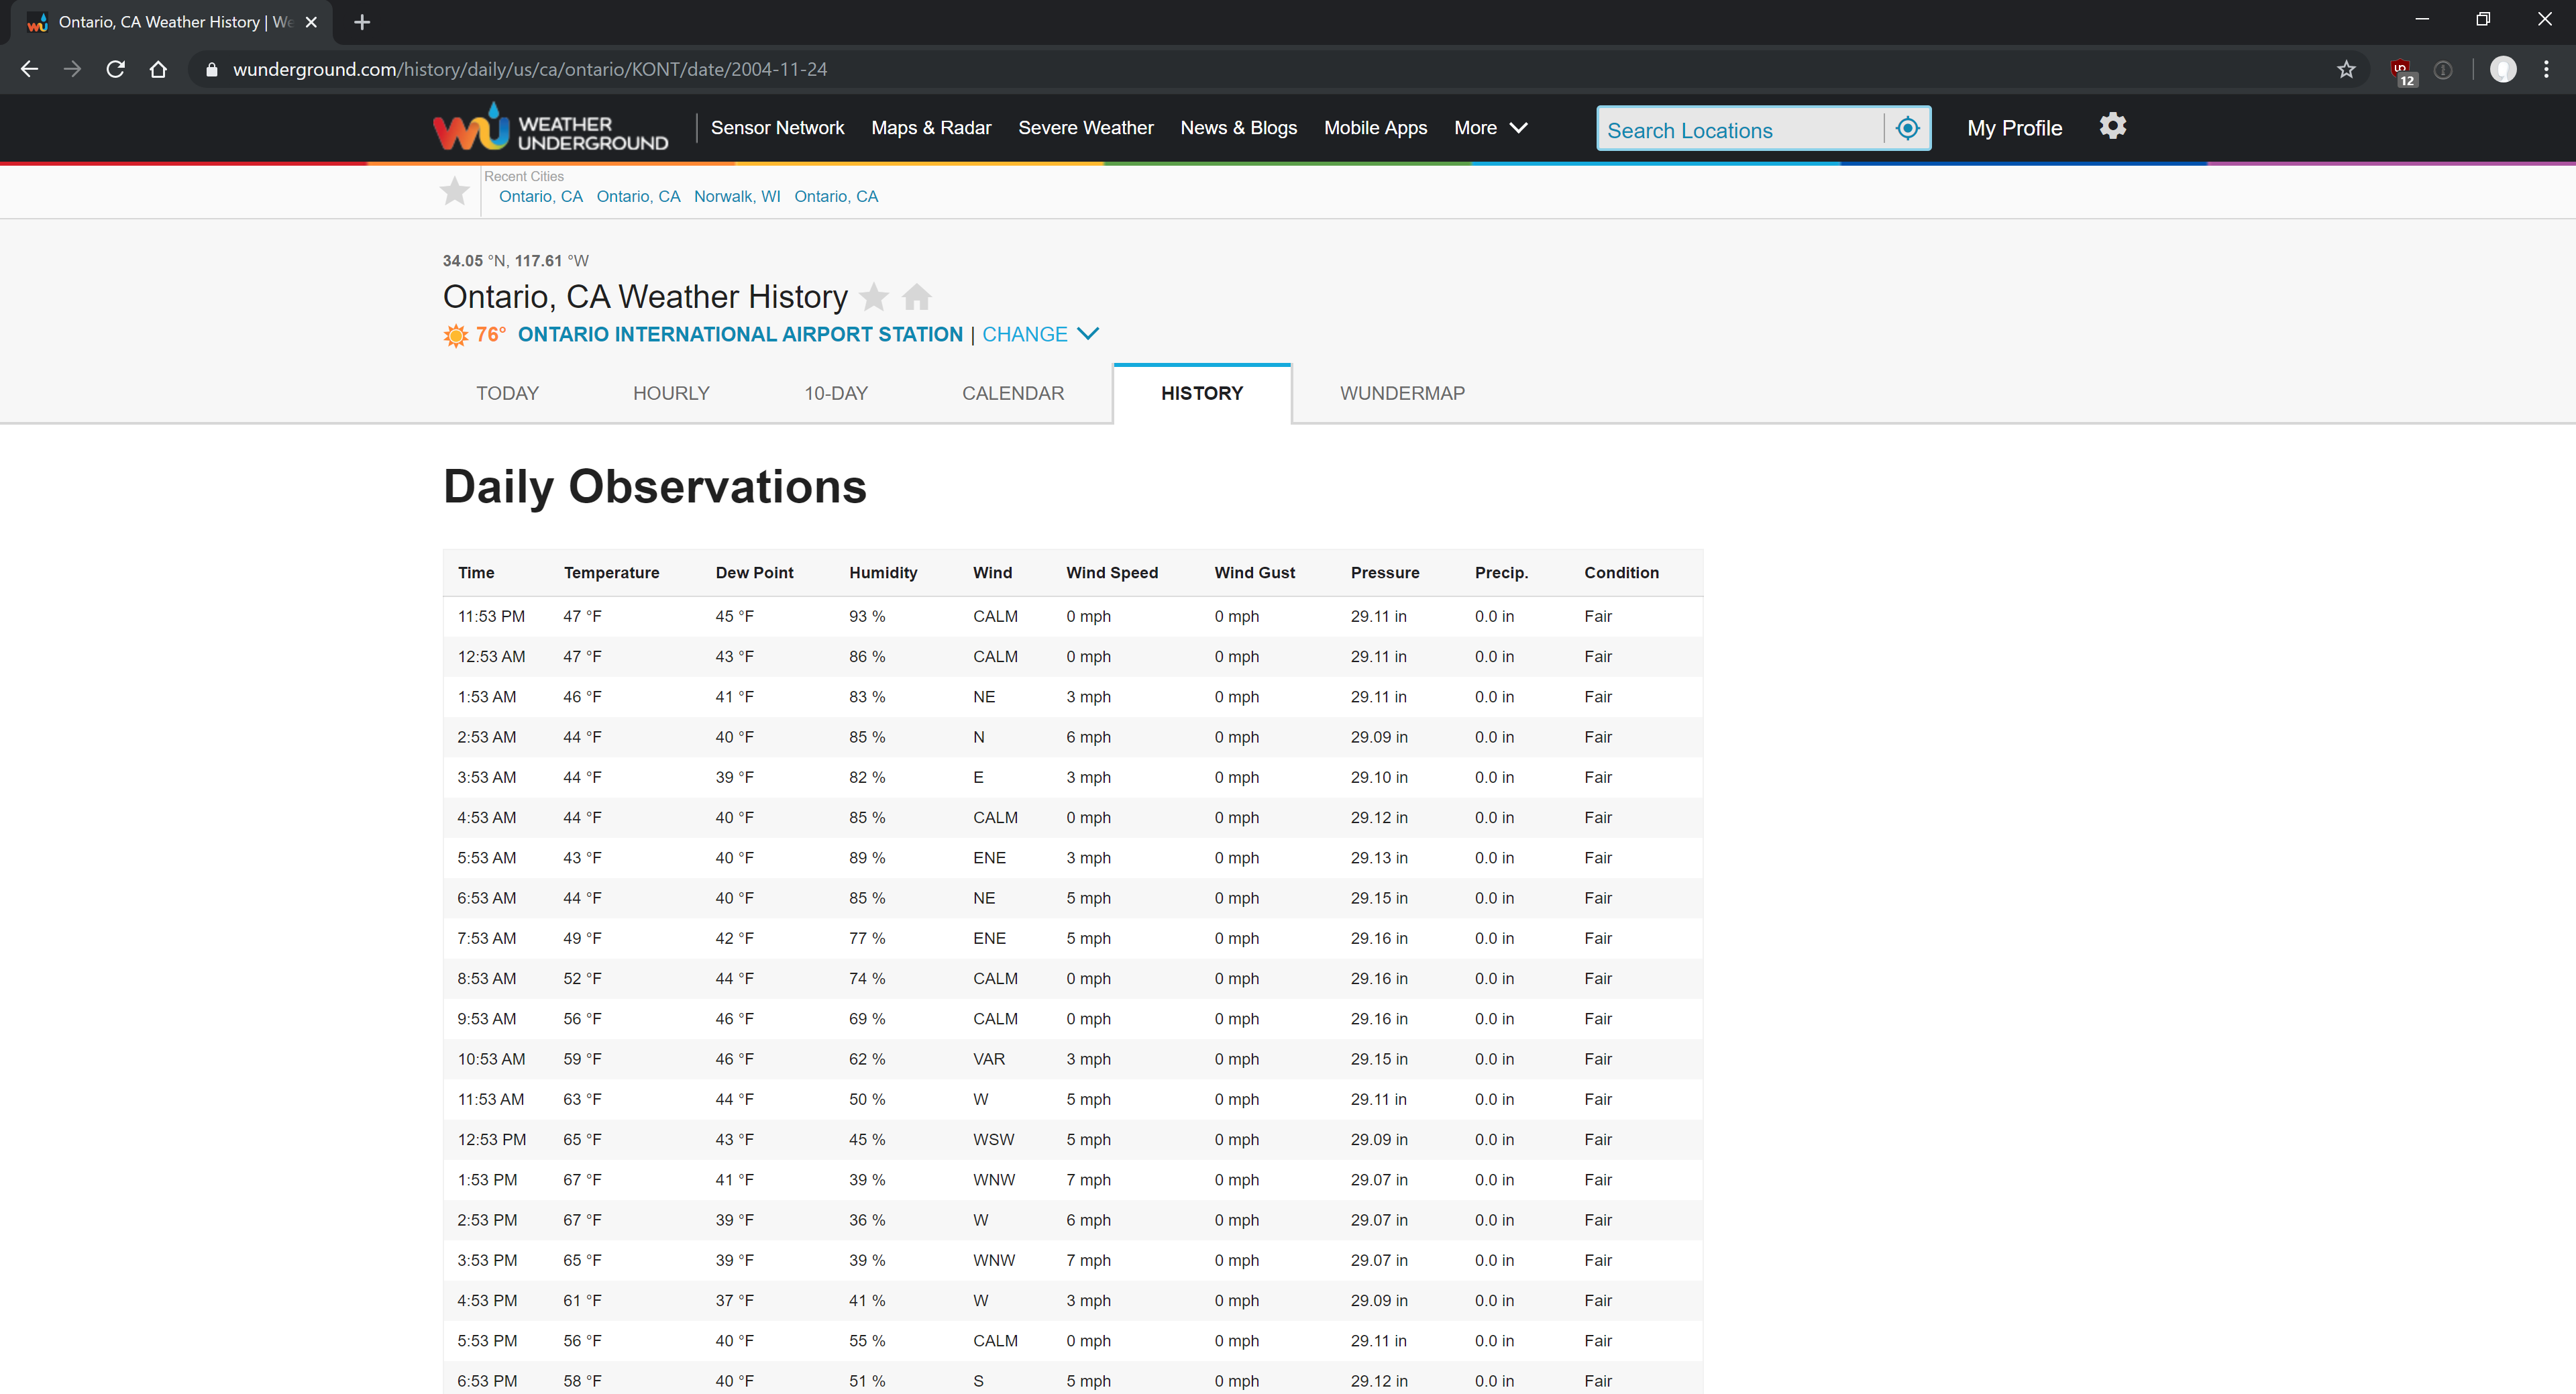 Ontario, CA Weather History | We
wunderground.com/history/daily/us/ca/ontario/KONT/date/2004-11-24
12
WEATHER UNDERGROUND
Sensor Network Maps & Radar Severe Weather News & Blogs Mobile Apps More Search Locations My Profile
Recent Cities
Ontario, CA Ontario, CA Norwalk, WI Ontario, CA
34.05 °N, 117.61 °W
Ontario, CA Weather History
76° ONTARIO INTERNATIONAL AIRPORT STATION | CHANGE
TODAY HOURLY 10-DAY CALENDAR HISTORY WUNDERMAP
Daily Observations
Time Temperature Dew Point Humidity Wind Wind Speed Wind Gust Pressure Precip. Condition
11:53 PM 47 °F 45 °F 93 % CALM 0 mph 0 mph 29.11 in 0.0 in Fair
12:53 AM 47 °F 43 °F 86 % CALM 0 mph 0 mph 29.11 in 0.0 in Fair
1:53 AM 46 °F 41 °F 83 % NE 3 mph 0 mph 29.11 in 0.0 in Fair
2:53 AM 44 °F 40 °F 85 % N 6 mph 0 mph 29.09 in 0.0 in Fair
3:53 AM 44 °F 39 °F 82 % E 3 mph 0 mph 29.10 in 0.0 in Fair
4:53 AM 44 °F 40 °F 85 % CALM 0 mph 0 mph 29.12 in 0.0 in Fair
5:53 AM 43 °F 40 °F 89 % ENE 3 mph 0 mph 29.13 in 0.0 in Fair
6:53 AM 44 °F 40 °F 85 % NE 5 mph 0 mph 29.15 in 0.0 in Fair
7:53 AM 49 °F 42 °F 77 % ENE 5 mph 0 mph 29.16 in 0.0 in Fair
8:53 AM 52 °F 44 °F 74 % CALM 0 mph 0 mph 29.16 in 0.0 in Fair
9:53 AM 56 °F 46 °F 69 % CALM 0 mph 0 mph 29.16 in 0.0 in Fair
10:53 AM 59 °F 46 °F 62 % VAR 3 mph 0 mph 29.15 in 0.0 in Fair
11:53 AM 63 °F 44 °F 50 % W 5 mph 0 mph 29.11 in 0.0 in Fair
12:53 PM 65 °F 43 °F 45 % WSW 5 mph 0 mph 29.09 in 0.0 in Fair
1:53 PM 67 °F 41 °F 39 % WNW 7 mph 0 mph 29.07 in 0.0 in Fair
2:53 PM 67 °F 39 °F 36 % W 6 mph 0 mph 29.07 in 0.0 in Fair
3:53 PM 65 °F 39 °F 39 % WNW 7 mph 0 mph 29.07 in 0.0 in Fair
4:53 PM 61 °F 37 °F 41 % W 3 mph 0 mph 29.09 in 0.0 in Fair
5:53 PM 56 °F 40 °F 55 % CALM 0 mph 0 mph 29.11 in 0.0 in Fair
6:53 PM 58 °F 40 °F 51 % S 5 mph 0 mph 29.12 in 0.0 in Fair